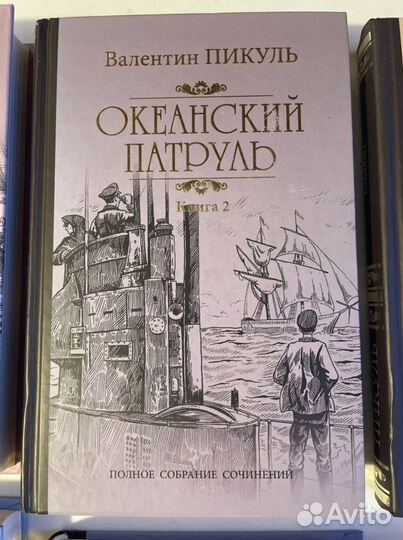 Валентин ПИКУЛЬ
ОКЕАНСКИЙ
ПАТРУЛЬ
Книга 2
ПОЛНОЕ СОБРАНИЕ СОЧИНЕНИЙ
Avito